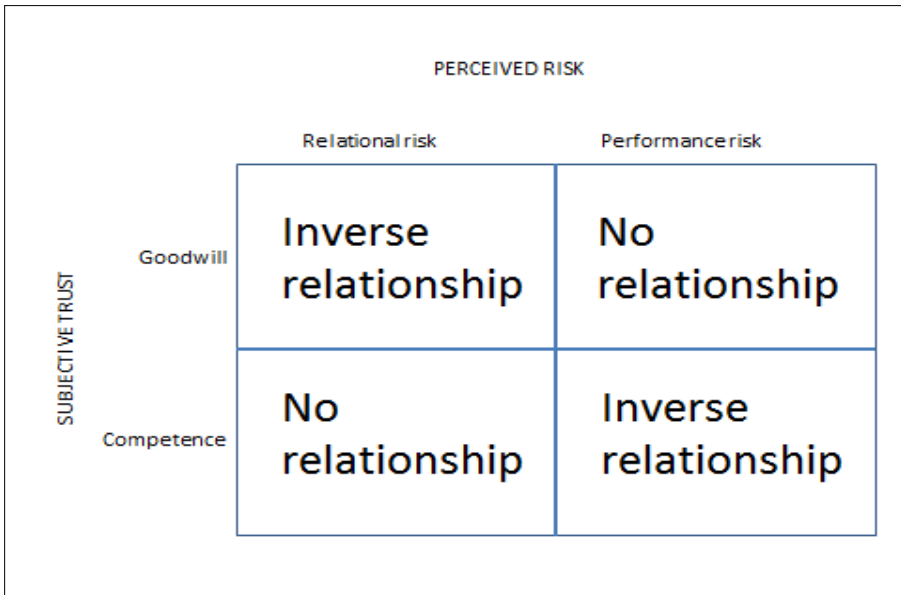 PERCEIVED RISK
Relational risk
Performance risk
SUBJECTIVE TRUST
Goodwill
Inverse
relationship
No
relationship
Competence
No
relationship
Inverse
relationship